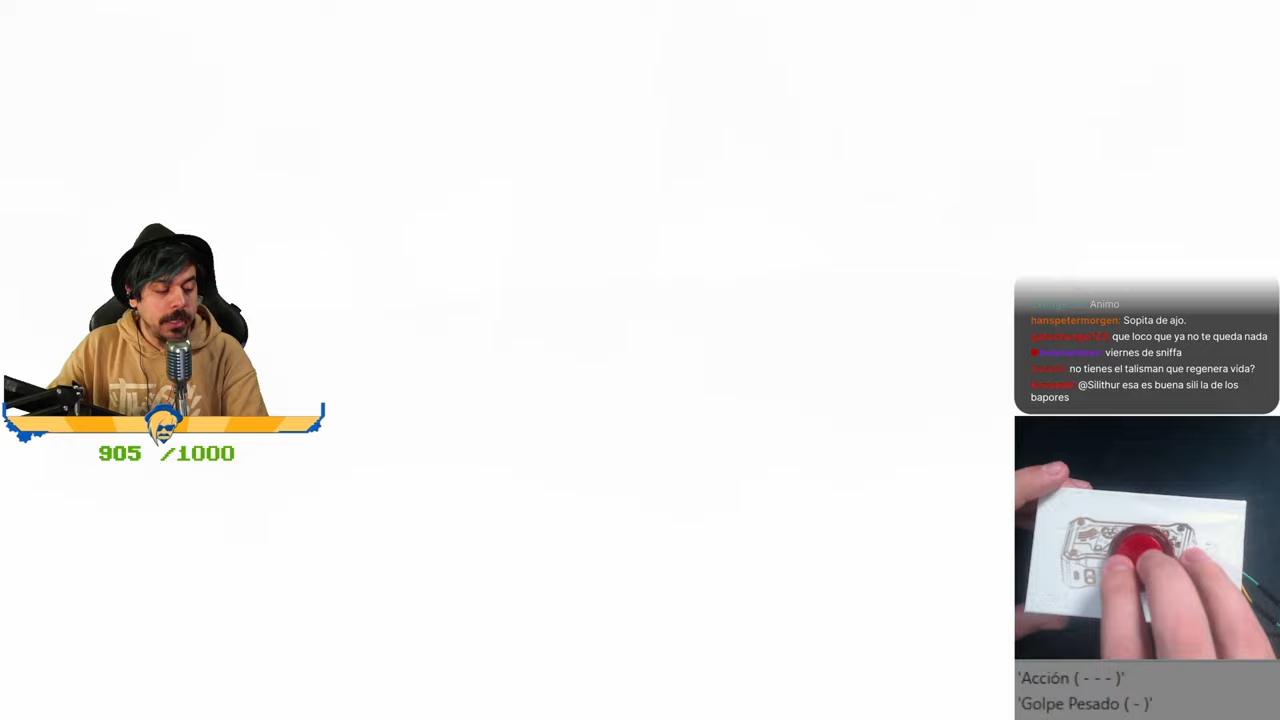 Animo
hanspetermorgen: Sopita de ajo.
que loco que ya no te queda nada
viernes de sniffa
no tienes el talisman que regenera vida?
@Silithur esa es buena sili la de los
bapores
905 /1000
'Acción ( - - - )'
'Golpe Pesado ( - )'